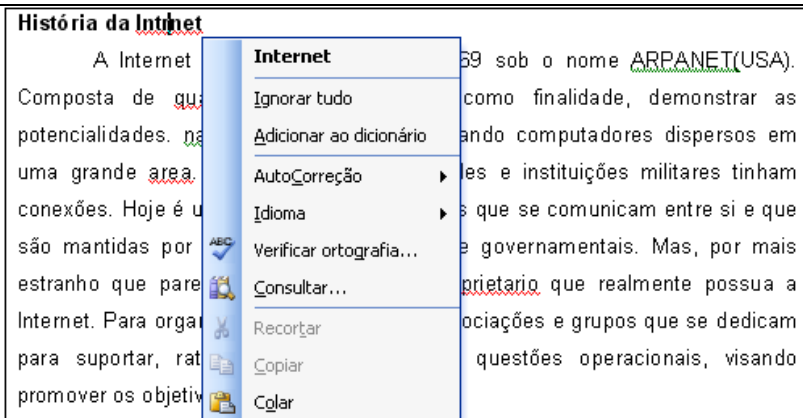 História da Intrnet
A Internet 69 sob o nome ARPANET(USA).
Composta de qua como finalidade, demonstrar as
potencialidades. na ando computadores dispersos em
uma grande area. les e instituições militares tinham
conexões. Hoje é u s que se comunicam entre si e que
são mantidas por e governamentais. Mas, por mais
estranho que pare prietario que realmente possua a
Internet. Para organ ociações e grupos que se dedicam
para suportar, rat questões operacionais, visando
promover os objetiv
Internet
Ignorar tudo
Adicionar ao dicionário
AutoCorreção
Idioma
ABC
Verificar ortografia...
Consultar...
Recortar
Copiar
Colar